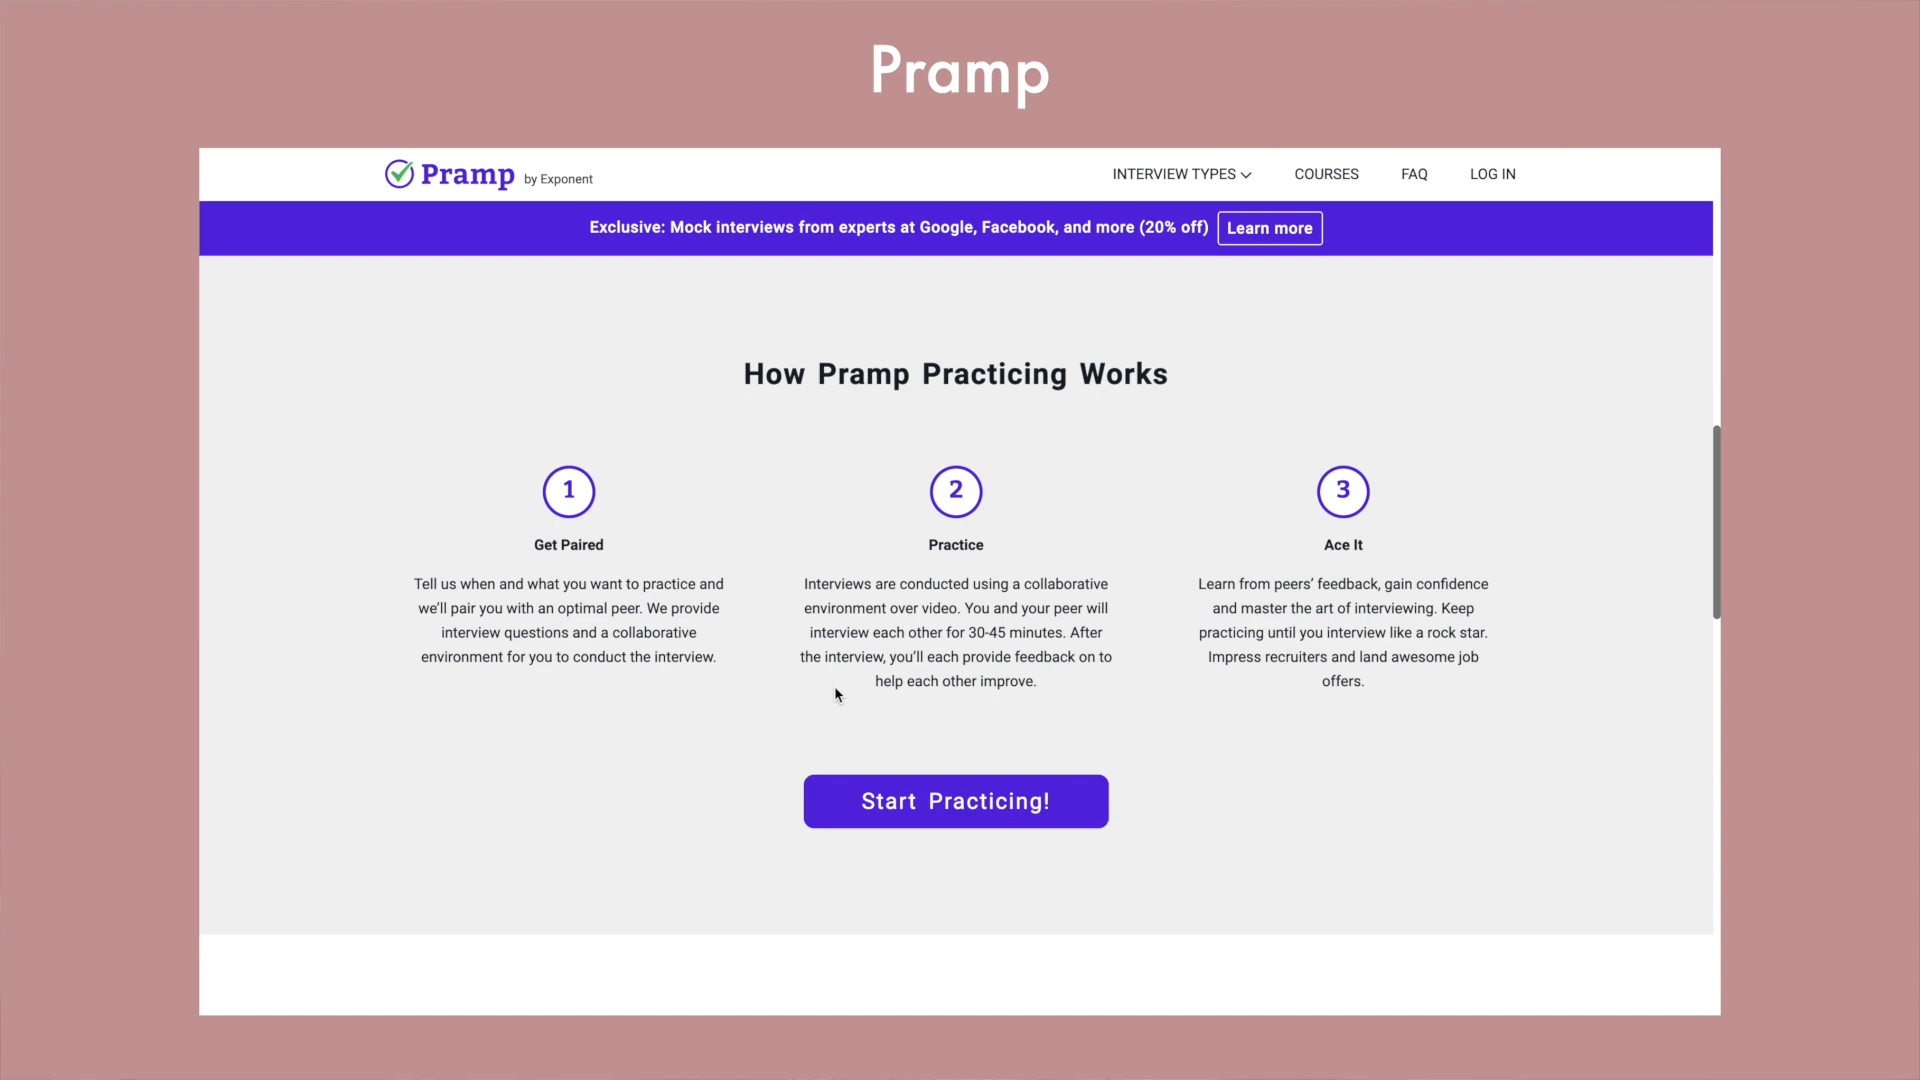 Pramp
Pramp by Exponent
INTERVIEW TYPES
COURSES
FAQ
LOG IN
Exclusive: Mock interviews from experts at Google, Facebook, and more (20% off)
Learn more
How Pramp Practicing Works
1
Get Paired
Tell us when and what you want to practice and
we’ll pair you with an optimal peer. We provide
interview questions and a collaborative
environment for you to conduct the interview.
2
Practice
Interviews are conducted using a collaborative
environment over video. You and your peer will
interview each other for 30-45 minutes. After
the interview, you’ll each provide feedback on to
help each other improve.
3
Ace It
Learn from peers’ feedback, gain confidence
and master the art of interviewing. Keep
practicing until you interview like a rock star.
Impress recruiters and land awesome job
offers.
Start Practicing!